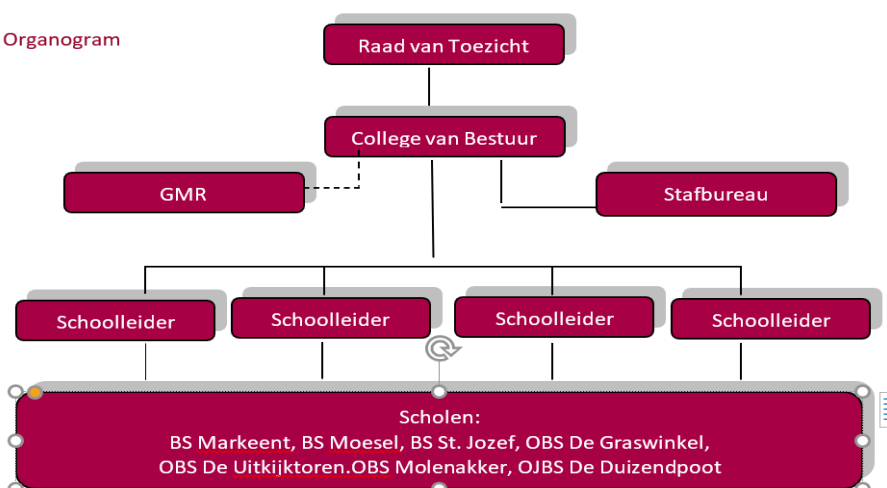 Organogram
Raad van Toezicht
College van Bestuur
GMR
Stafbureau
Schoolleider
Schoolleider
Schoolleider
Schoolleider
Scholen:
BS Markeent, BS Moesel, BS St. Jozef, OBS De Graswinkel,
OBS De Uitkijktoren.OBS Molenakker, OJBS De Duizendpoot